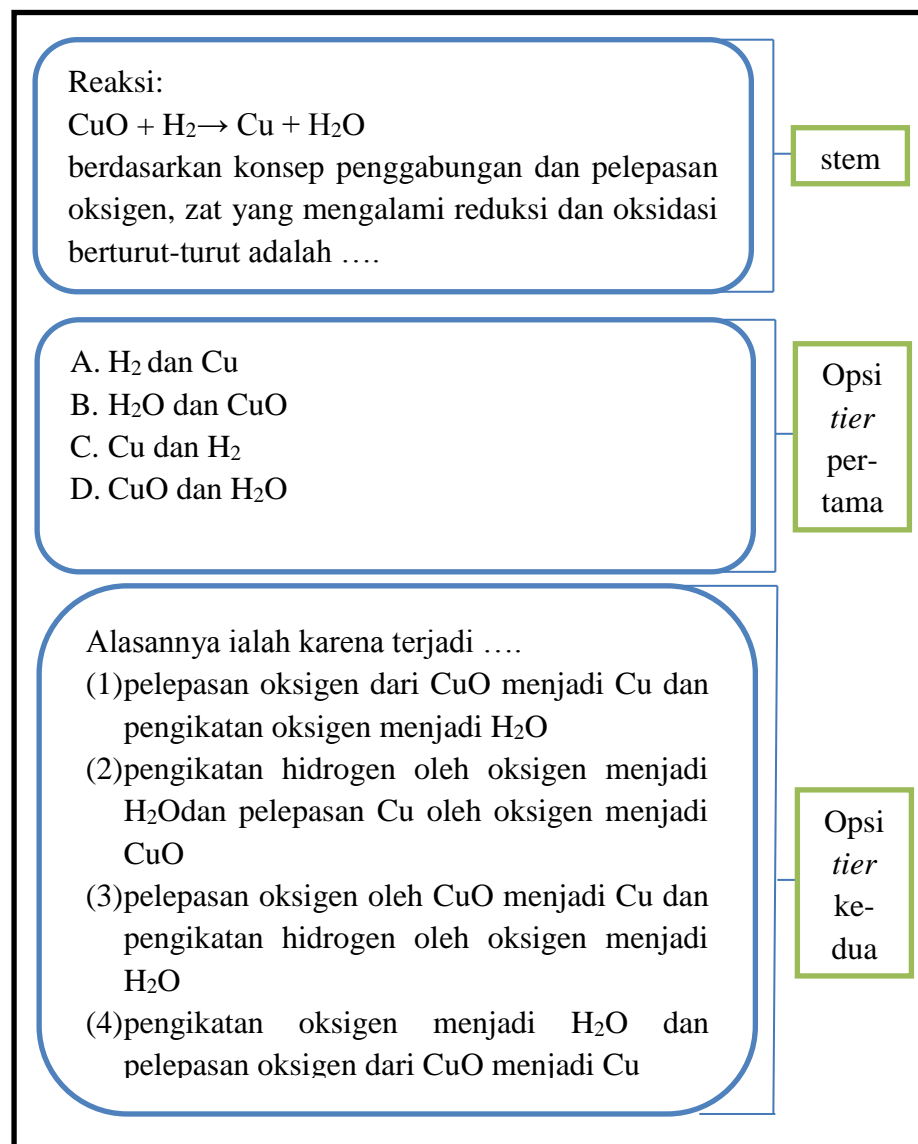 Reaksi:
CuO + H₂→ Cu + H₂O
berdasarkan konsep penggabungan dan pelepasan
oksigen, zat yang mengalami reduksi dan oksidasi
berturut-turut adalah ….
stem
A. H₂ dan Cu
B. H₂O dan CuO
C. Cu dan H₂
D. CuO dan H₂O
Opsi
tier
per-
tama
Alasannya ialah karena terjadi ….
(1)pelepasan oksigen dari CuO menjadi Cu dan
pengikatan oksigen menjadi H₂O
(2)pengikatan hidrogen oleh oksigen menjadi
H₂Odan pelepasan Cu oleh oksigen menjadi
CuO
(3)pelepasan oksigen oleh CuO menjadi Cu dan
pengikatan hidrogen oleh oksigen menjadi
H₂O
(4)pengikatan oksigen menjadi H₂O dan
pelepasan oksigen dari CuO menjadi Cu
Opsi
tier
ke-
dua